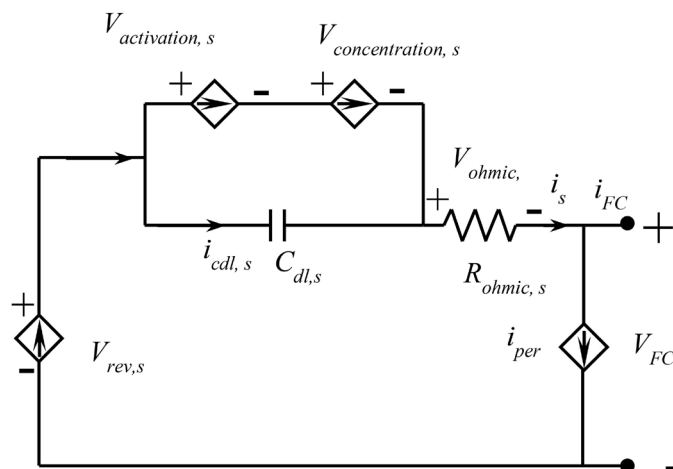 V_activation, s
V_concentration, s
+ - + -
V_ohmic,
i_s
i_FC
+ - +
i_cdl, s
C_dl,s
R_ohmic, s
+
-
V_rev,s
i_per
V_FC
-